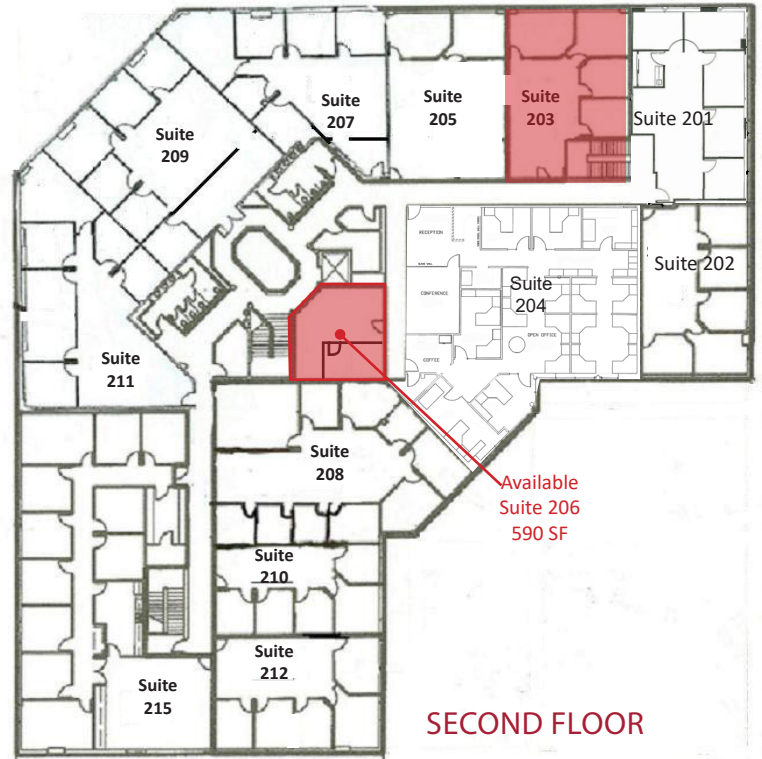 Suite
207
Suite
205
Suite
203
Suite 201
Suite
209
RECEPTION
Suite 202
CONFERENCE
Suite
204
OPEN OFFICE
COFFEE
Suite
211
Suite
208
Available
Suite 206
590 SF
Suite
210
Suite
212
Suite
215
SECOND FLOOR